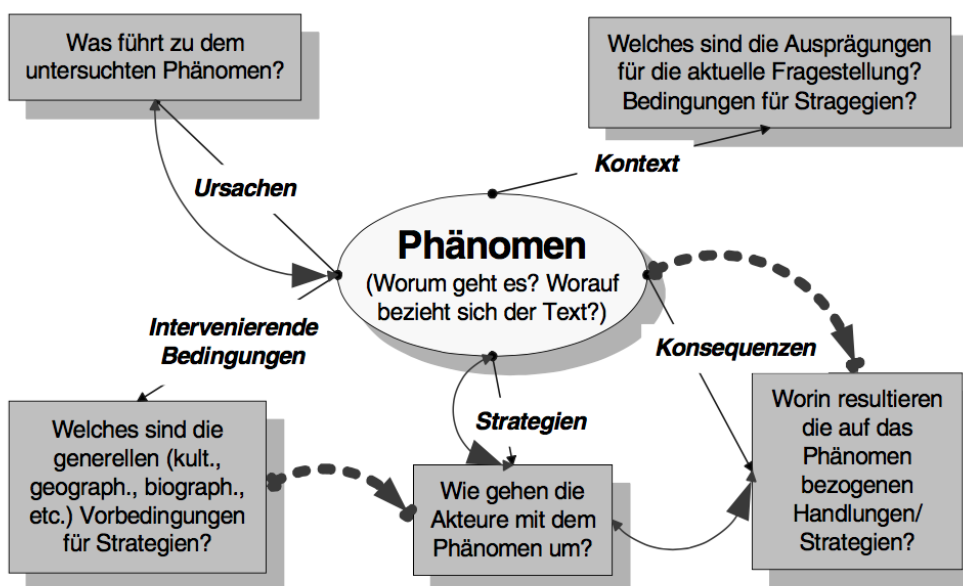 Was führt zu dem
untersuchten Phänomen?
Welches sind die Ausprägungen
für die aktuelle Fragestellung?
Bedingungen für Stragegien?
Ursachen
Kontext
Phänomen
(Worum geht es? Worauf
bezieht sich der Text?)
Intervenierende
Bedingungen
Konsequenzen
Strategien
Welches sind die
generellen (kult.,
geograph., biograph.,
etc.) Vorbedingungen
für Strategien?
Wie gehen die
Akteure mit dem
Phänomen um?
Worin resultieren
die auf das
Phänomen
bezogenen
Handlungen/
Strategien?